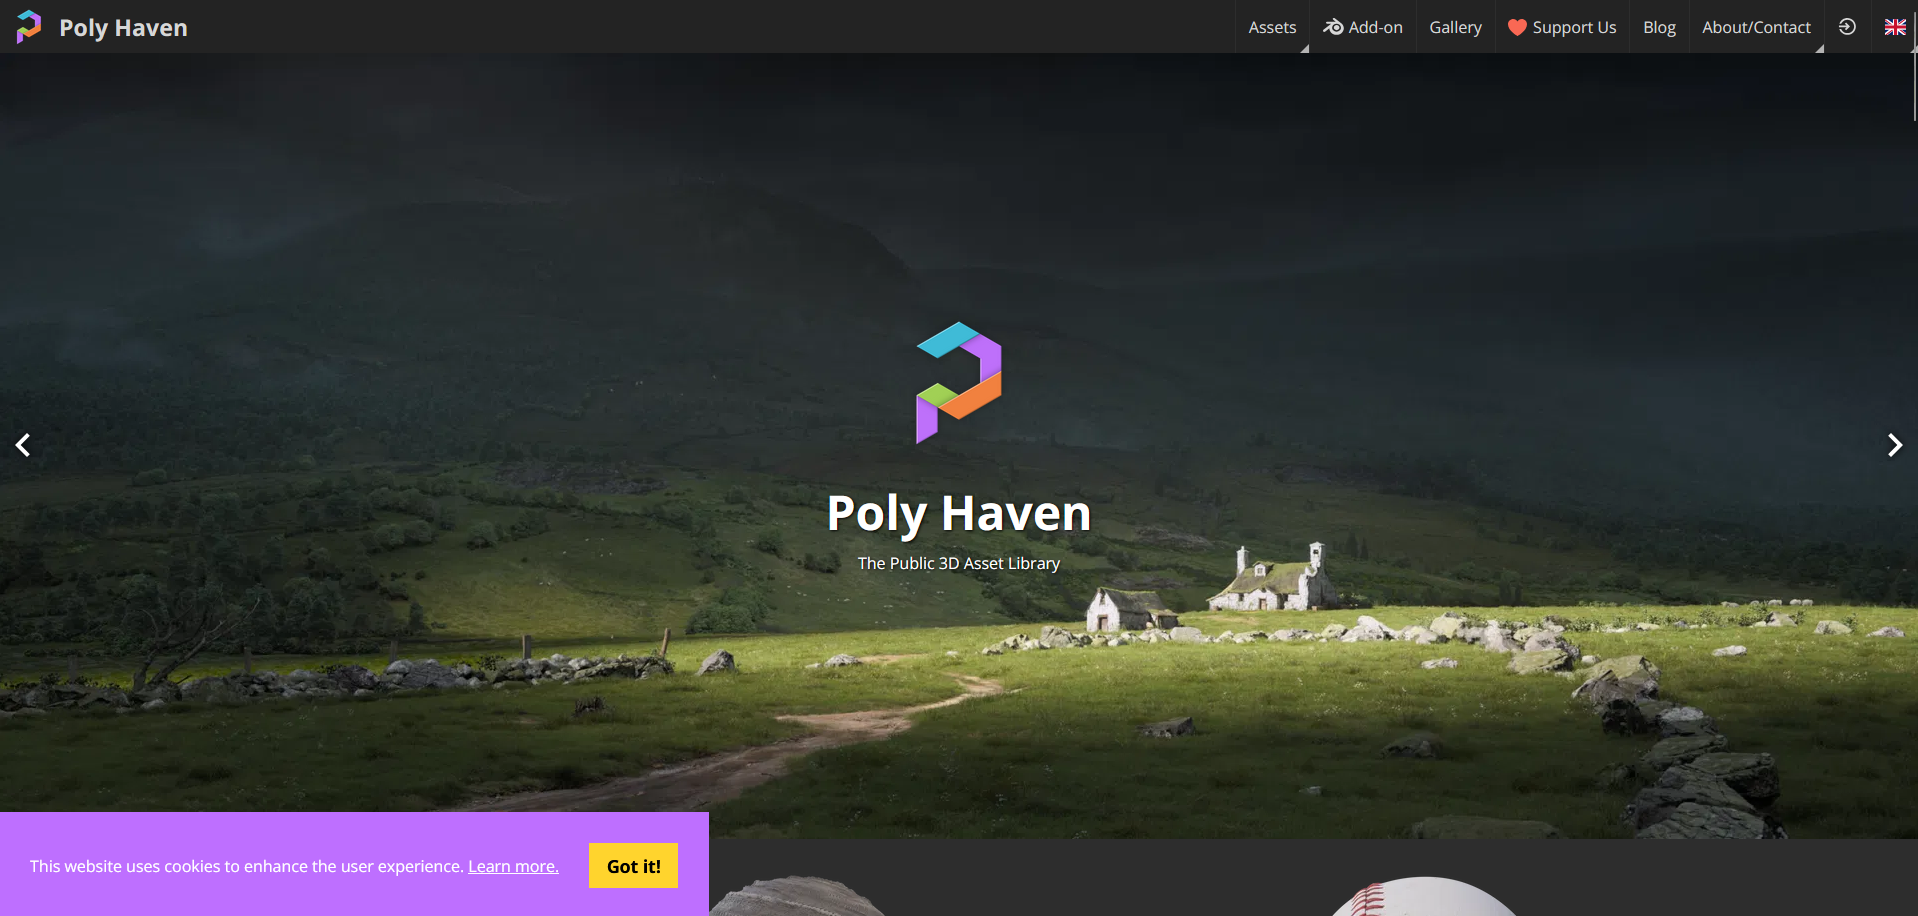 Poly Haven
Assets
Add-on
Gallery
Support Us
Blog
About/Contact
Poly Haven
The Public 3D Asset Library
This website uses cookies to enhance the user experience. Learn more.
Got it!